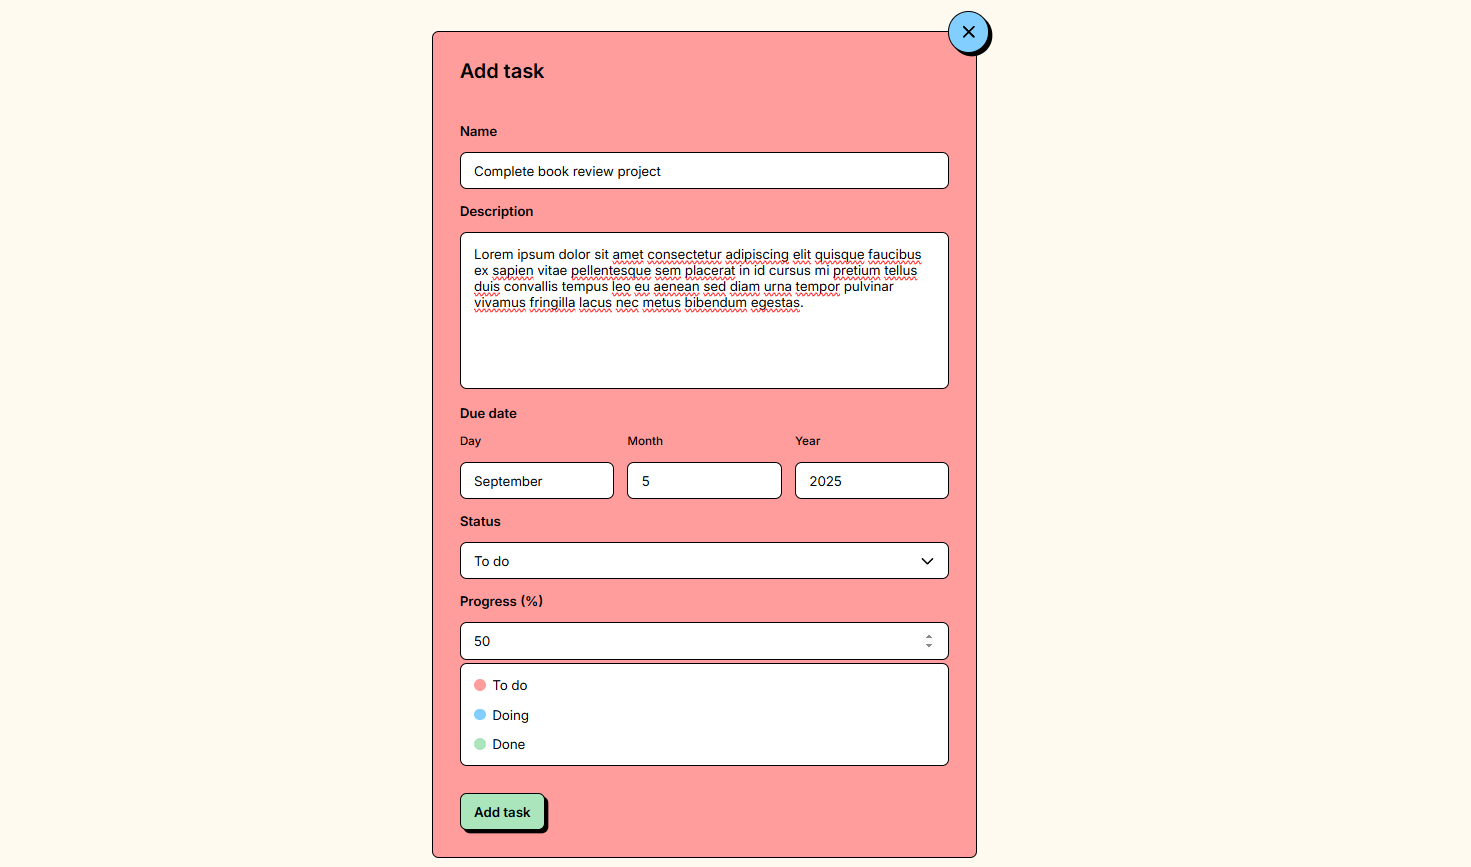 Add task
Name
Complete book review project
Description
Lorem ipsum dolor sit amet consectetur adipiscing elit quisque faucibus
ex sapien vitae pellentesque sem placerat in id cursus mi pretium tellus
duis convallis tempus leo eu aenean sed diam urna tempor pulvinar
vivamus fringilla lacus nec metus bibendum egestas.
Due date
Day Month Year
September 5 2025
Status
To do
Progress (%)
50
To do
Doing
Done
Add task